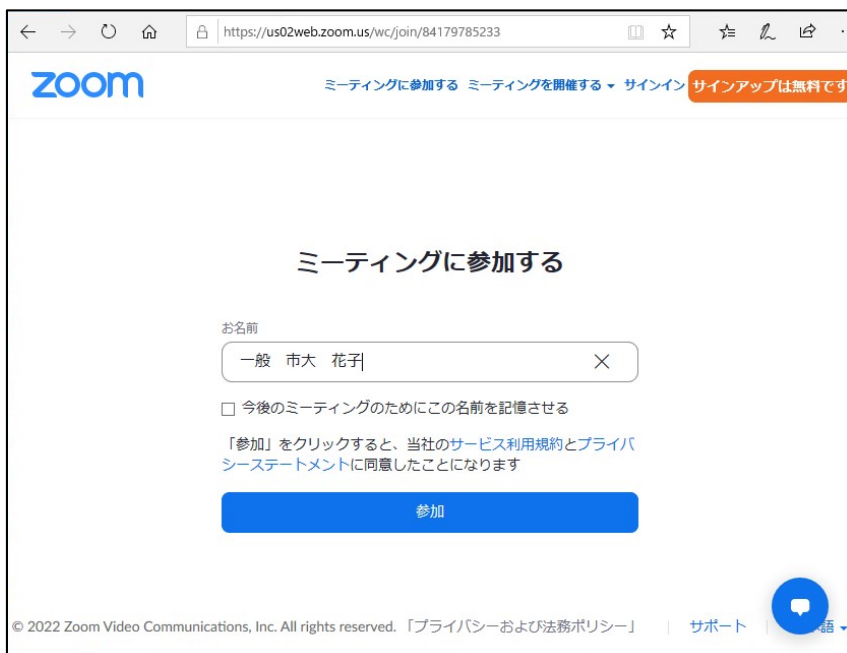 https://us02web.zoom.us/wc/join/84179785233
zoom
ミーティングに参加する ミーティングを開催する サインイン サインアップは無料です
ミーティングに参加する
お名前
一般 市大 花子
今後のミーティングのためにこの名前を記憶させる
「参加」をクリックすると、当社のサービス利用規約とプライバ
シーステートメントに同意したことになります
参加
© 2022 Zoom Video Communications, Inc. All rights reserved. 「プライバシーおよび法務ポリシー」 サポート 語